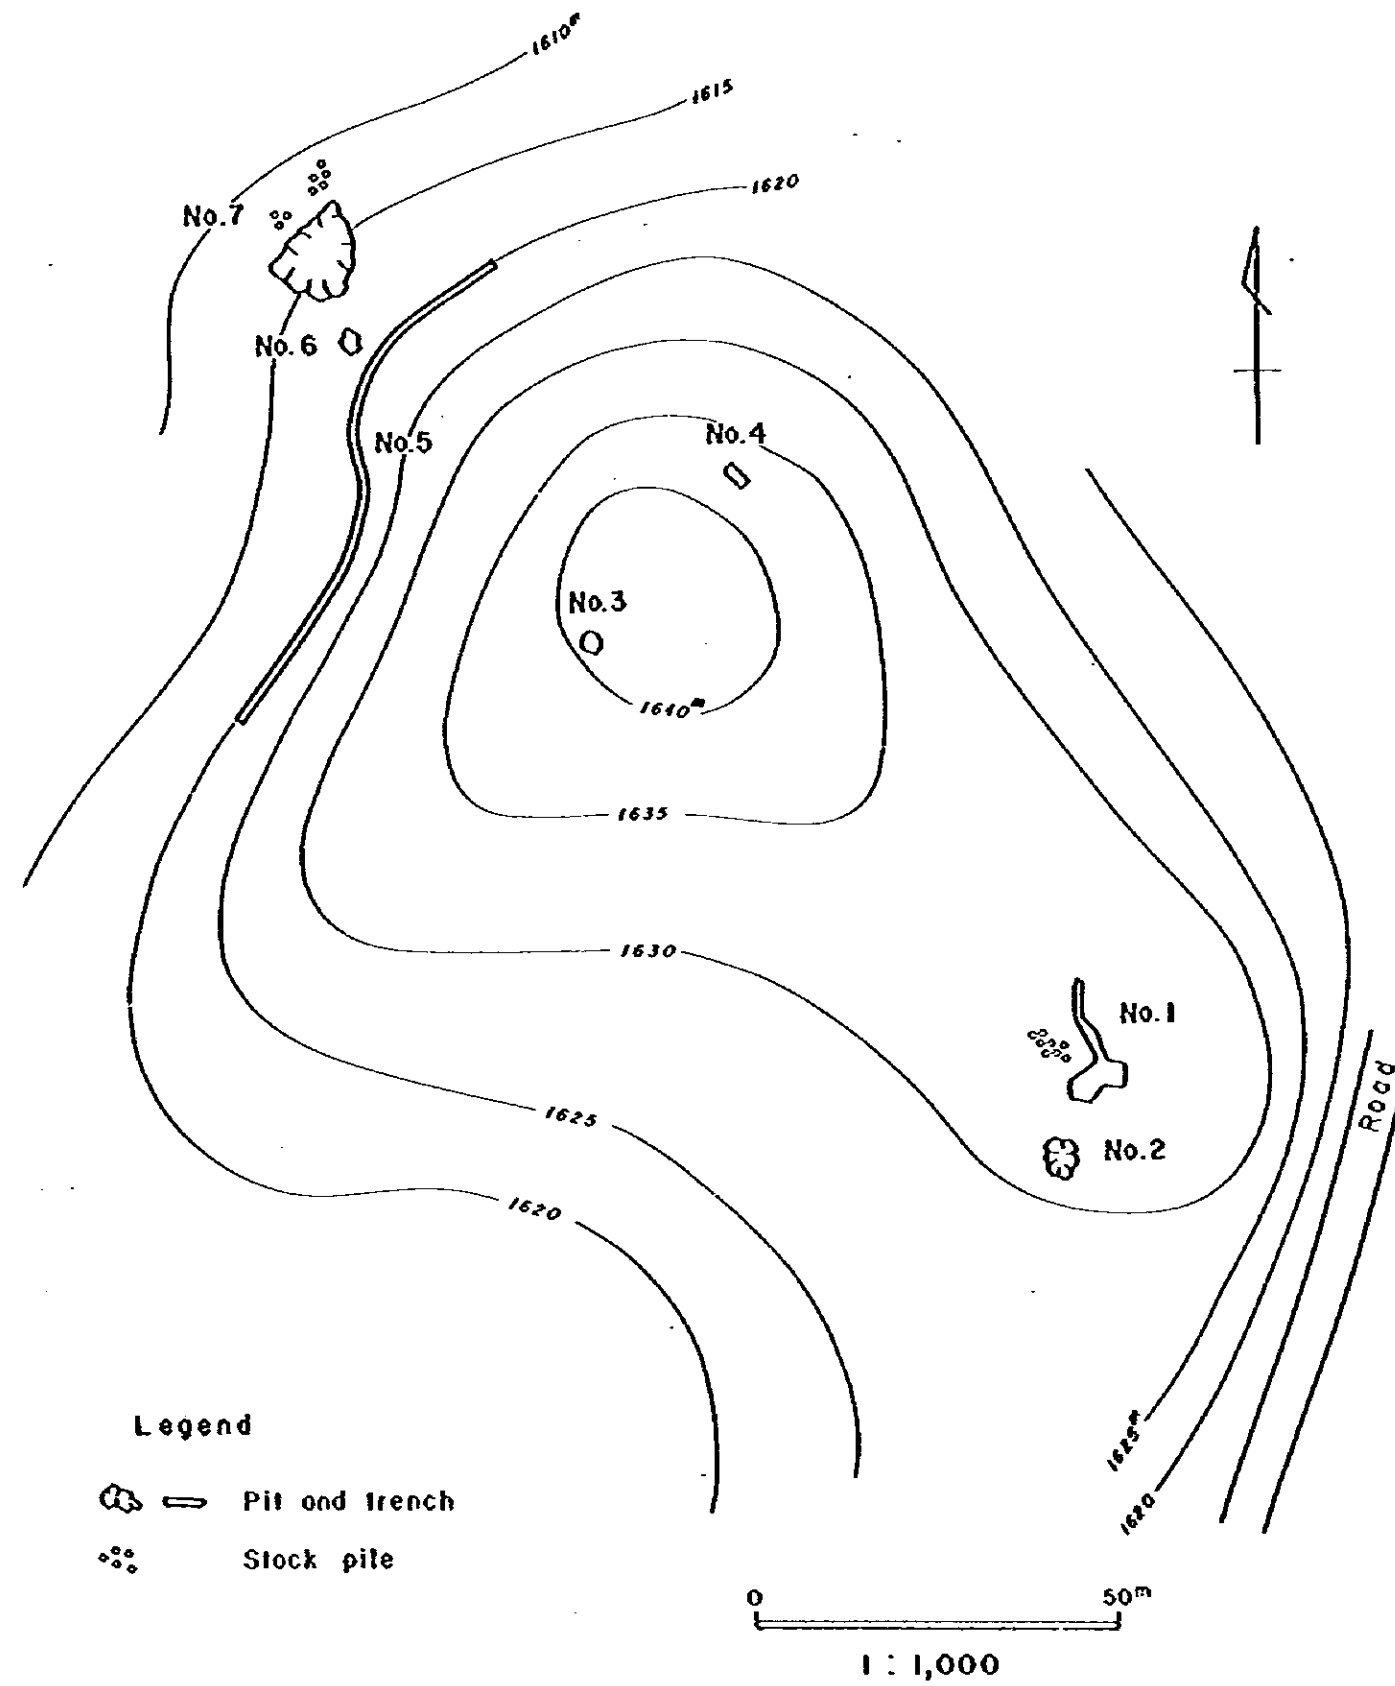 1610m
1615
1620
No.7
No.6
No.5
No.4
No.3
1640m
1635
1630
No.1
Road
1625
No.2
1620
1625m
1620
Legend
Pit and trench
Stock pile
0 50m
1 : 1,000